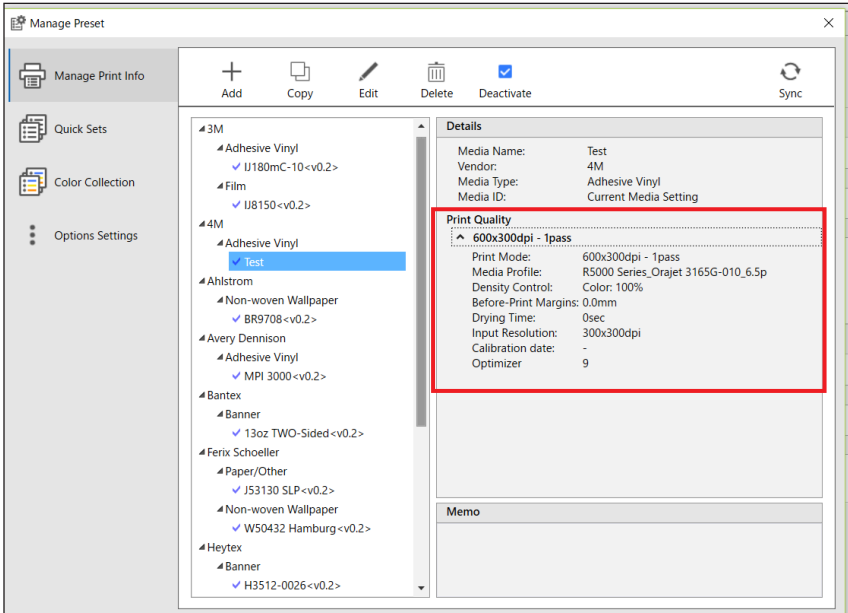 Manage Preset
Manage Print Info
Quick Sets
Color Collection
Options Settings
Add
Copy
Edit
Delete
Deactivate
Sync
3M
Adhesive Vinyl
IJ180mC-10<v0.2>
Film
IJ8150<v0.2>
4M
Adhesive Vinyl
Test
Ahlstrom
Non-woven Wallpaper
BR9708<v0.2>
Avery Dennison
Adhesive Vinyl
MPI 3000<v0.2>
Bantex
Banner
13oz TWO-Sided<v0.2>
Ferix Schoeller
Paper/Other
J53130 SLP<v0.2>
Non-woven Wallpaper
W50432 Hamburg<v0.2>
Heytex
Banner
H3512-0026<v0.2>
Details
Media Name: Test
Vendor: 4M
Media Type: Adhesive Vinyl
Media ID: Current Media Setting
Print Quality
600x300dpi - 1pass
Print Mode: 600x300dpi - 1pass
Media Profile: R5000 Series_Orajet 3165G-010_6.5p
Density Control: Color: 100%
Before-Print Margins: 0.0mm
Drying Time: 0sec
Input Resolution: 300x300dpi
Calibration date: -
Optimizer 9
Memo